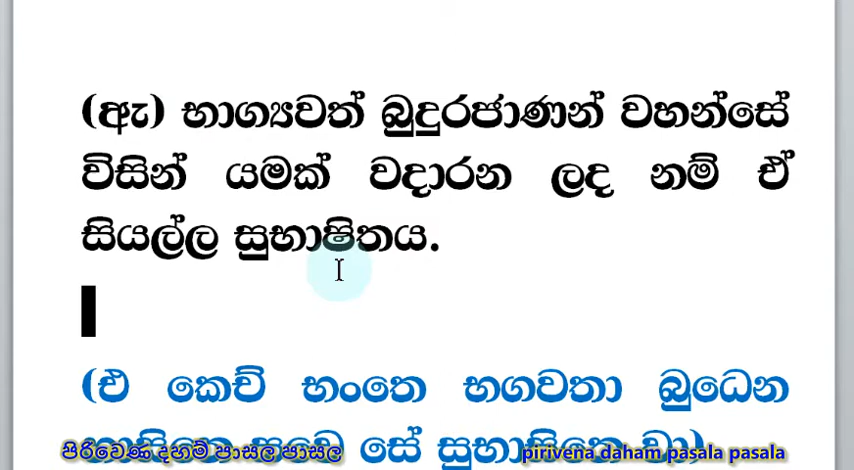 (ඇ) භාග්‍යවත් බුදුරජාණන් වහන්සේ
විසින් යමක් වදාරන ලද නම් ඒ
සියල්ල සුභාෂිතය.
(එ කෙච් භංතෙ භගවතා බුධෙන
සේ සුභාසිතෙ වා)
පිරිවෙණ දහම් පාසල පාසල
pirivena daham pasala pasala